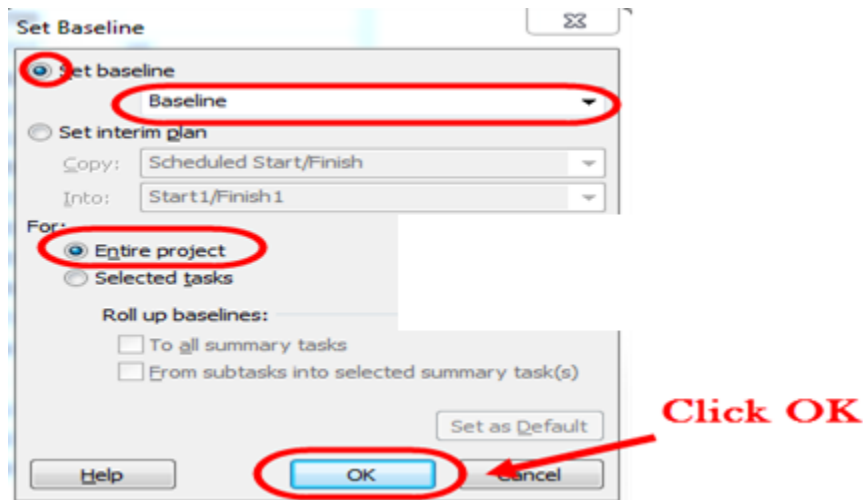 Set Baseline
Set baseline
Baseline
Set interim plan
Copy: Scheduled Start/Finish
Into: Start1/Finish1
For:
Entire project
Selected tasks
Roll up baselines:
To all summary tasks
From subtasks into selected summary task(s)
Set as Default
Click OK
Help OK Cancel